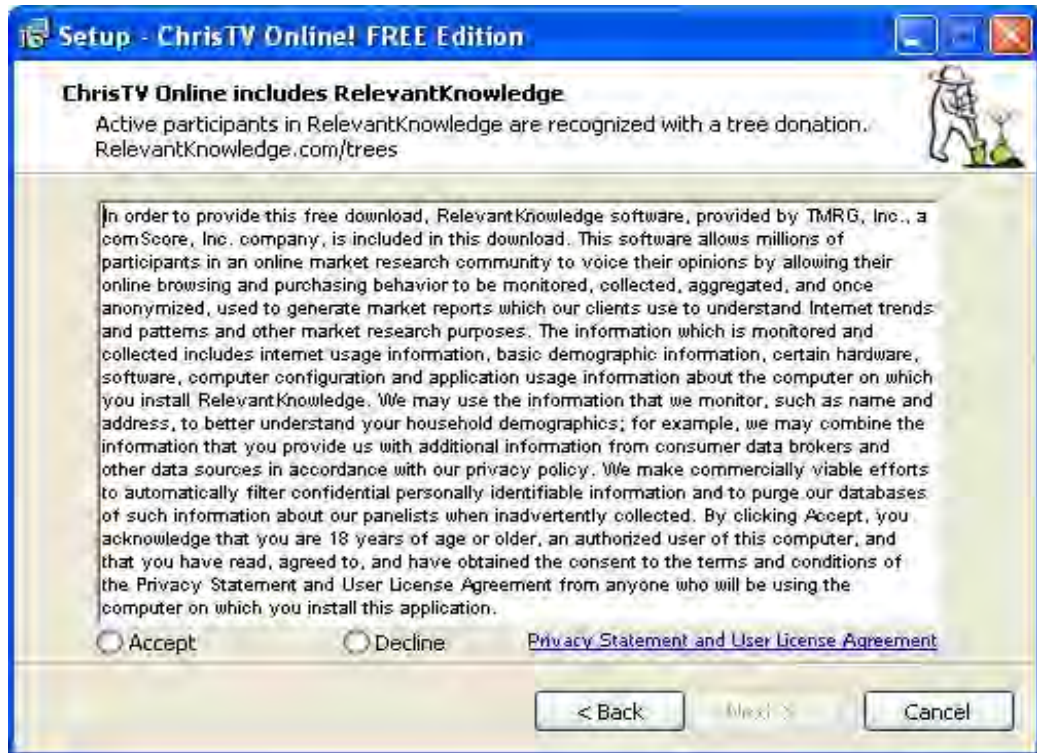 Setup - ChrisTV Online! FREE Edition
ChrisTV Online includes RelevantKnowledge
Active participants in RelevantKnowledge are recognized with a tree donation.
RelevantKnowledge.com/trees
In order to provide this free download, RelevantKnowledge software, provided by TMRG, Inc., a
comScore, Inc. company, is included in this download. This software allows millions of
participants in an online market research community to voice their opinions by allowing their
online browsing and purchasing behavior to be monitored, collected, aggregated, and once
anonymized, used to generate market reports which our clients use to understand Internet trends
and patterns and other market research purposes. The information which is monitored and
collected includes internet usage information, basic demographic information, certain hardware,
software, computer configuration and application usage information about the computer on which
you install RelevantKnowledge. We may use the information that we monitor, such as name and
address, to better understand your household demographics; for example, we may combine the
information that you provide us with additional information from consumer data brokers and
other data sources in accordance with our privacy policy. We make commercially viable efforts
to automatically filter confidential personally identifiable information and to purge our databases
of such information about our panelists when inadvertently collected. By clicking Accept, you
acknowledge that you are 18 years of age or older, an authorized user of this computer, and
that you have read, agreed to, and have obtained the consent to the terms and conditions of
the Privacy Statement and User License Agreement from anyone who will be using the
computer on which you install this application.
Accept Decline Privacy Statement and User License Agreement
< Back Next > Cancel